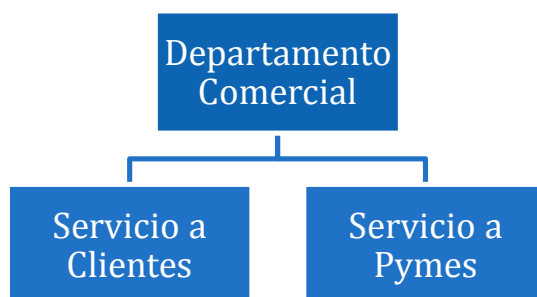 Departamento
Comercial
Servicio a
Clientes
Servicio a
Pymes